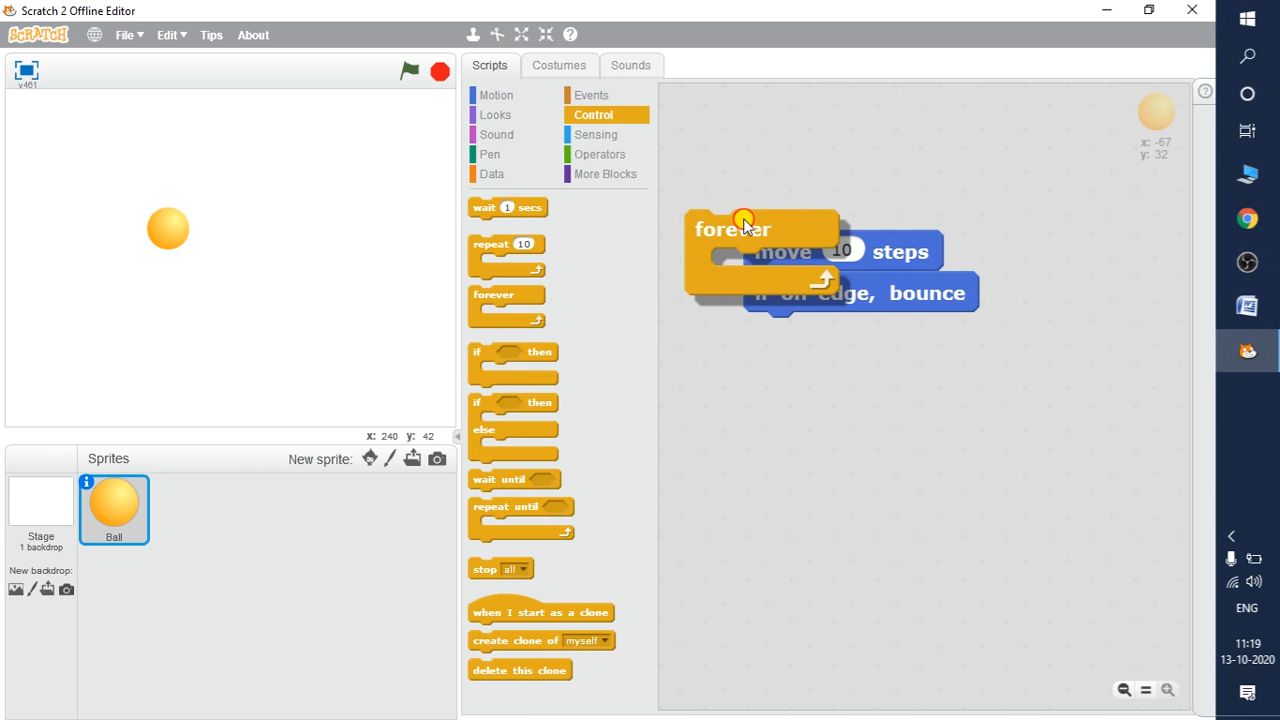 Scratch 2 Offline Editor
SCRATCH File Edit Tips About
v461
Scripts Costumes Sounds
Motion Events
Looks Control
Sound Sensing
Pen Operators
Data More Blocks
wait 1 secs
repeat 10
forever
if then
if then
else
wait until
repeat until
stop all
when I start as a clone
create clone of myself
delete this clone
forever
move 10 steps
if on edge, bounce
x: -67
y: 32
x: 240 y: 42
Sprites New sprite:
Stage
1 backdrop
New backdrop:
Ball
ENG
11:19
13-10-2020